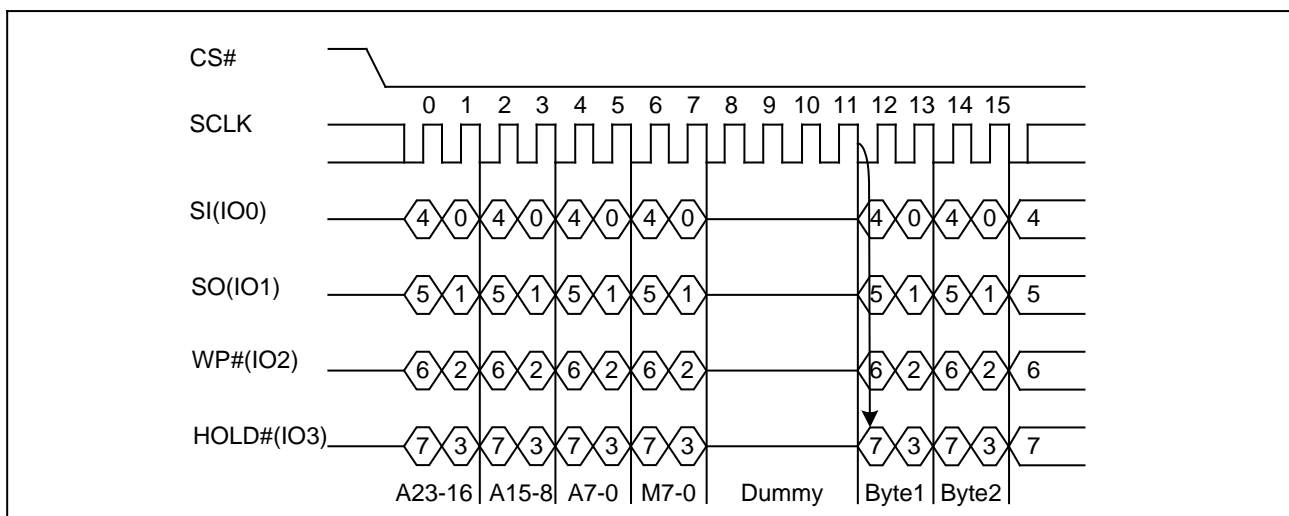 CS#
0 1 2 3 4 5 6 7 8 9 10 11 12 13 14 15
SCLK
SI(IO0) 4 0 4 0 4 0 4 0 4 0 4 0 4
SO(IO1) 5 1 5 1 5 1 5 1 5 1 5 1 5
WP#(IO2) 6 2 6 2 6 2 6 2 6 2 6 2 6
HOLD#(IO3) 7 3 7 3 7 3 7 3 7 3 7 3 7
A23-16 A15-8 A7-0 M7-0 Dummy Byte1 Byte2